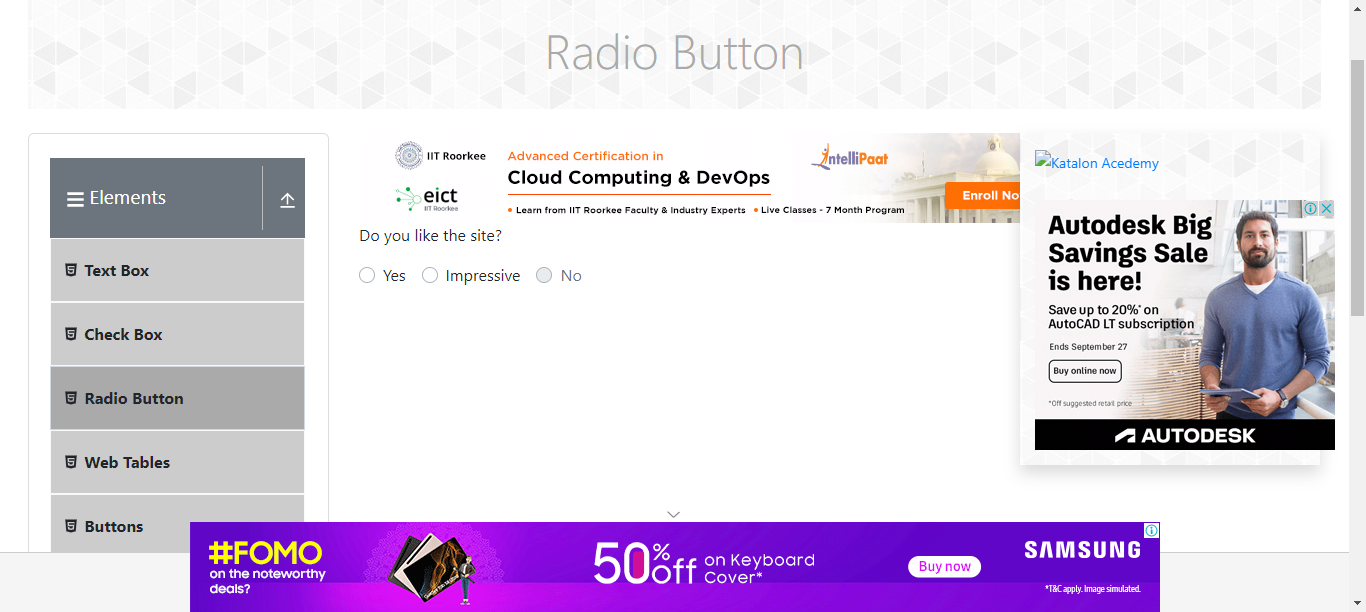 Radio Button
Elements
Text Box
Check Box
Radio Button
Web Tables
Buttons
IIT Roorkee
eict
IIT Roorkee
Advanced Certification in
Cloud Computing & DevOps
• Learn from IIT Roorkee Faculty & Industry Experts • Live Classes - 7 Month Program
IntelliPaat
Enroll No
Do you like the site?
Yes Impressive No
Katalon Acedemy
Autodesk Big
Savings Sale
is here!
Save up to 20%* on
AutoCAD LT subscription
Ends September 27
Buy online now
*Off suggested retail price
AUTODESK
#FOMO
on the noteworthy
deals?
50% off on Keyboard
Cover*
Buy now
SAMSUNG
*T&C apply. Image simulated.